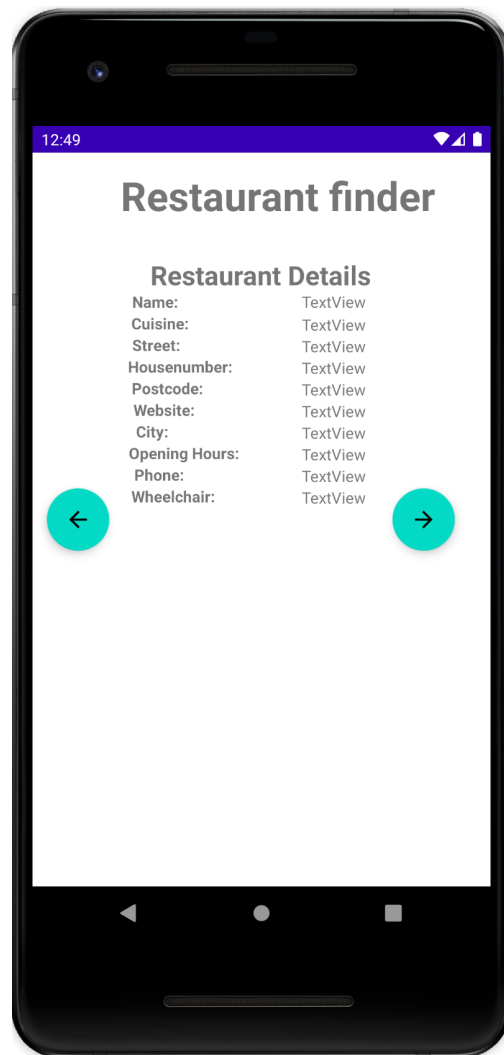 12:49
Restaurant finder
Restaurant Details
Name: TextView
Cuisine: TextView
Street: TextView
Housenumber: TextView
Postcode: TextView
Website: TextView
City: TextView
Opening Hours: TextView
Phone: TextView
Wheelchair: TextView